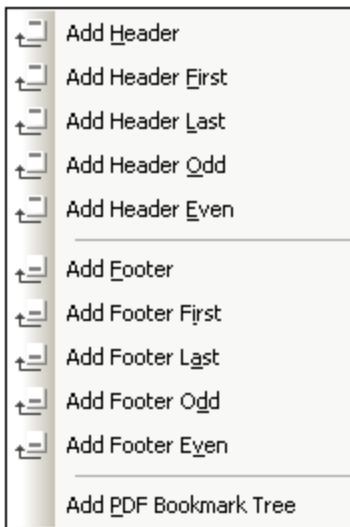 Add Header
Add Header First
Add Header Last
Add Header Odd
Add Header Even
Add Footer
Add Footer First
Add Footer Last
Add Footer Odd
Add Footer Even
Add PDF Bookmark Tree